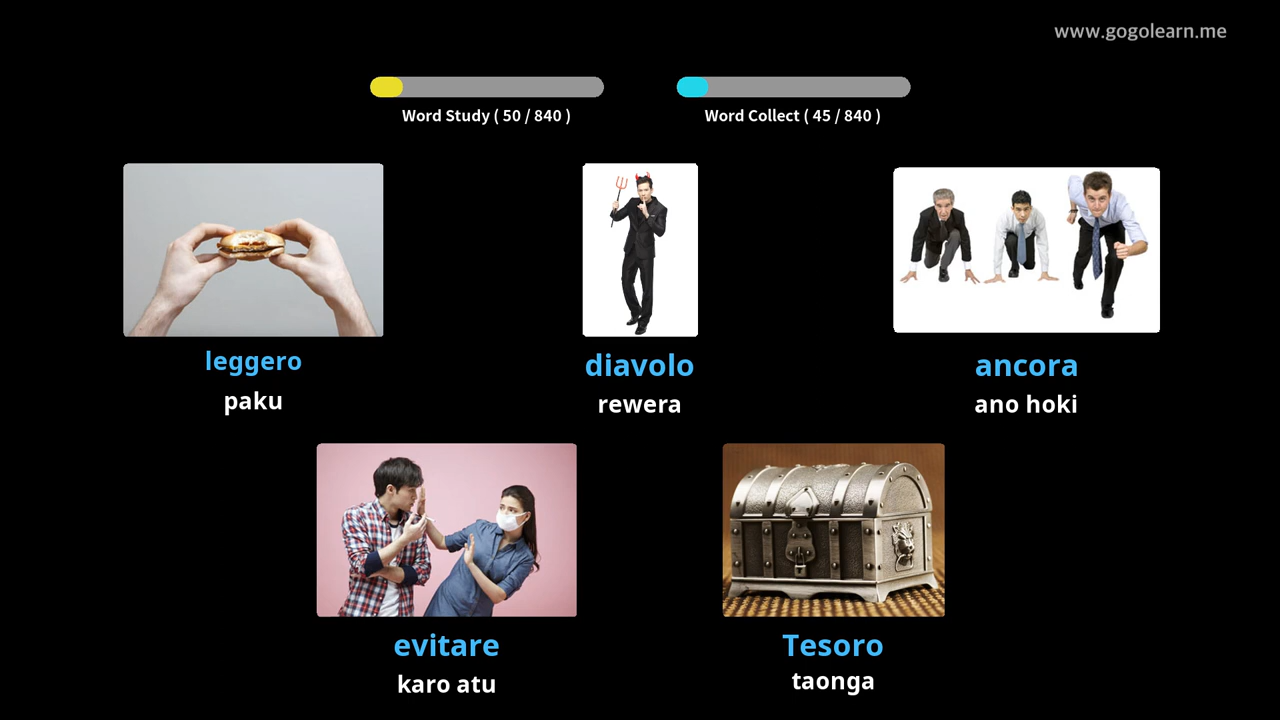 www.gogolearn.me
Word Study ( 50 / 840 )
Word Collect ( 45 / 840 )
leggero
paku
diavolo
rewera
ancora
ano hoki
evitare
karo atu
Tesoro
taonga